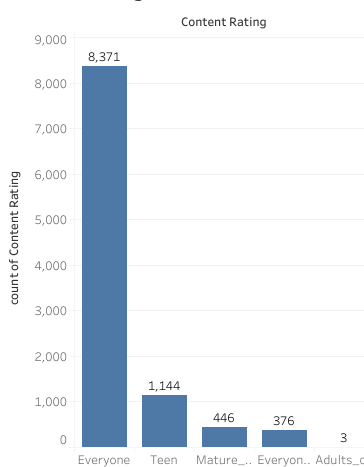 Content Rating
count of Content Rating
9,000
8,000
7,000
6,000
5,000
4,000
3,000
2,000
1,000
0
8,371
1,144
446
376
3
Everyone
Teen
Mature_..
Everyon..
Adults_